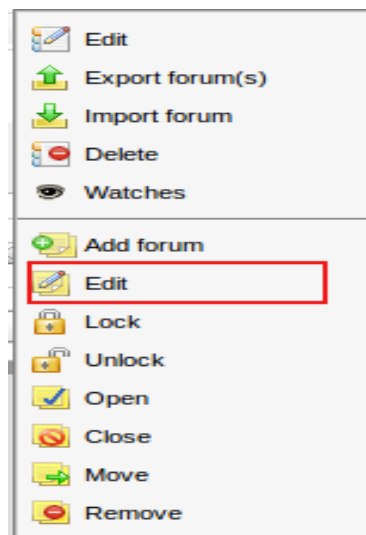 Edit
Export forum(s)
Import forum
Delete
Watches
Add forum
Edit
Lock
Unlock
Open
Close
Move
Remove